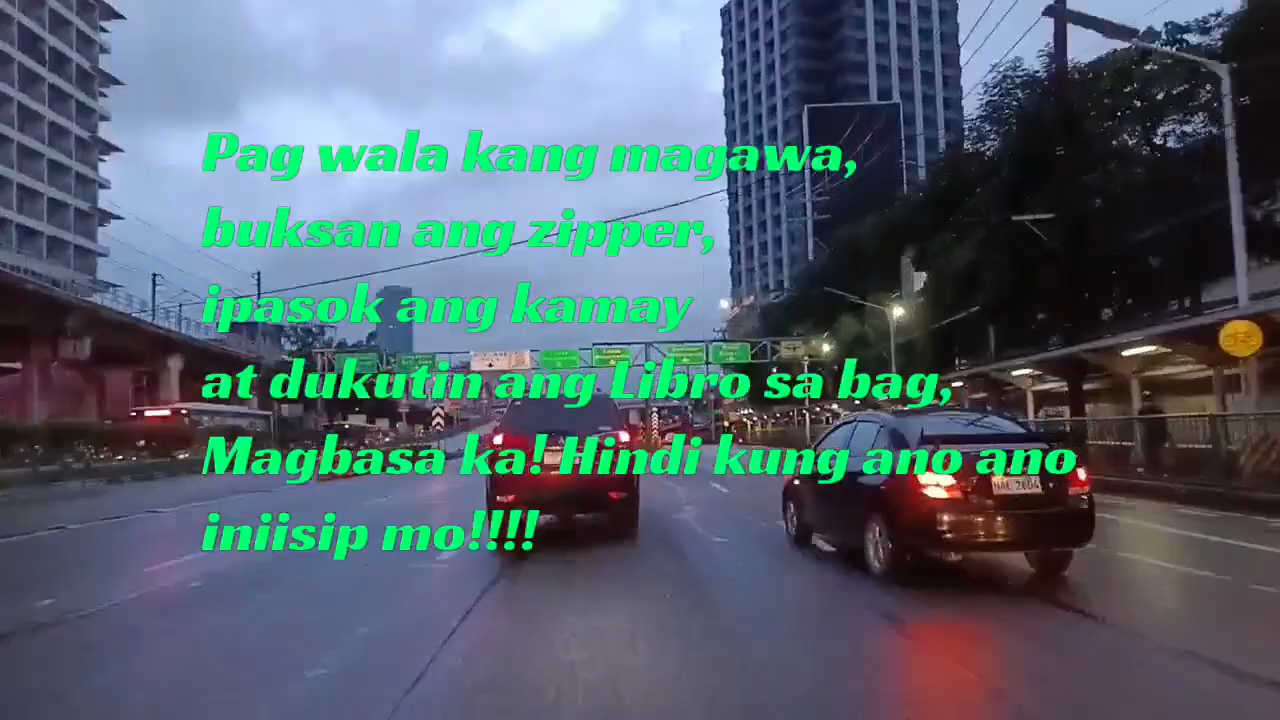 Pag wala kang magawa,
buksan ang zipper,
ipasok ang kamay
at dukutin ang Libro sa bag,
Magbasa ka! Hindi kung ano ano
iniisip mo!!!!